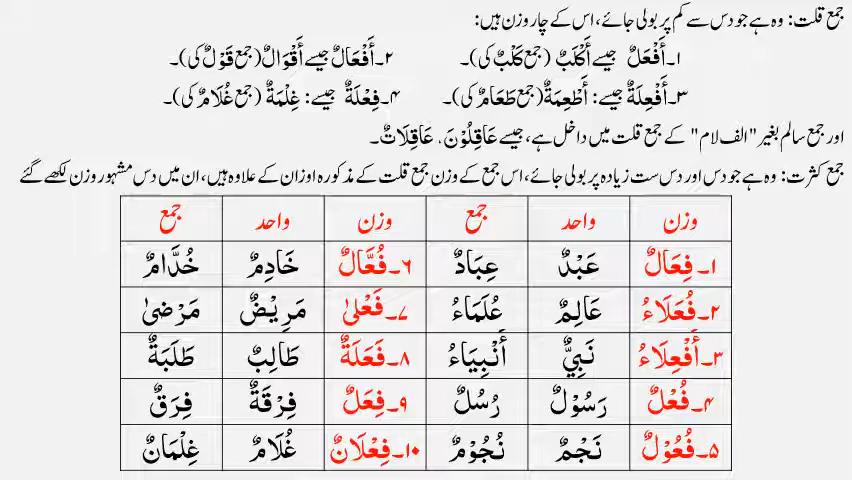 جمع قلت: وہ ہے جو دس سے کم پر بولی جائے، اس کے چار وزن ہیں:
۱۔أَفْعَلٌ جیسے أَکْلَبٌ (جمع کَلْبٌ کی)۔ ۲۔أَفْعَالٌ جیسے أَقْوَالٌ (جمع قَوْلٌ کی)۔
۳۔أَفْعِلَةٌ جیسے: أَطْعِمَةٌ (جمع طَعَامٌ کی)۔ ۴۔فِعْلَةٌ جیسے: غِلْمَةٌ (جمع غُلَامٌ کی)۔
اور جمع سالم بغیر "الف لام" کے جمع قلت میں داخل ہے، جیسے عَاقِلُوْنَ، عَاقِلَاتٌ۔
جمع کثرت: وہ ہے جو دس اور دس ست زیادہ پر بولی جائے، اس جمع کے وزن جمع قلت کے مذکورہ اوزان کے علاوہ ہیں، ان میں دس مشہور وزن لکھے گئے
وزن واحد جمع وزن واحد جمع
۱۔فِعَالٌ عَبْدٌ عِبَادٌ ۶۔فُعَّالٌ خَادِمٌ خُدَّامٌ
۲۔فُعَلَاءُ عَالِمٌ عُلَمَاءُ ۷۔فَعْلیٰ مَرِیْضٌ مَرْضیٰ
۳۔أَفْعِلَاءُ نَبِيٌّ أَنْبِیَاءُ ۸۔فَعَلَةٌ طَالِبٌ طَلَبَةٌ
۴۔فُعْلٌ رَسُوْلٌ رُسُلٌ ۹۔فِعَلٌ فِرْقَةٌ فِرَقٌ
۵۔فُعُوْلٌ نَجْمٌ نُجُوْمٌ ۱۰۔فِعْلَانٌ غُلَامٌ غِلْمَانٌ